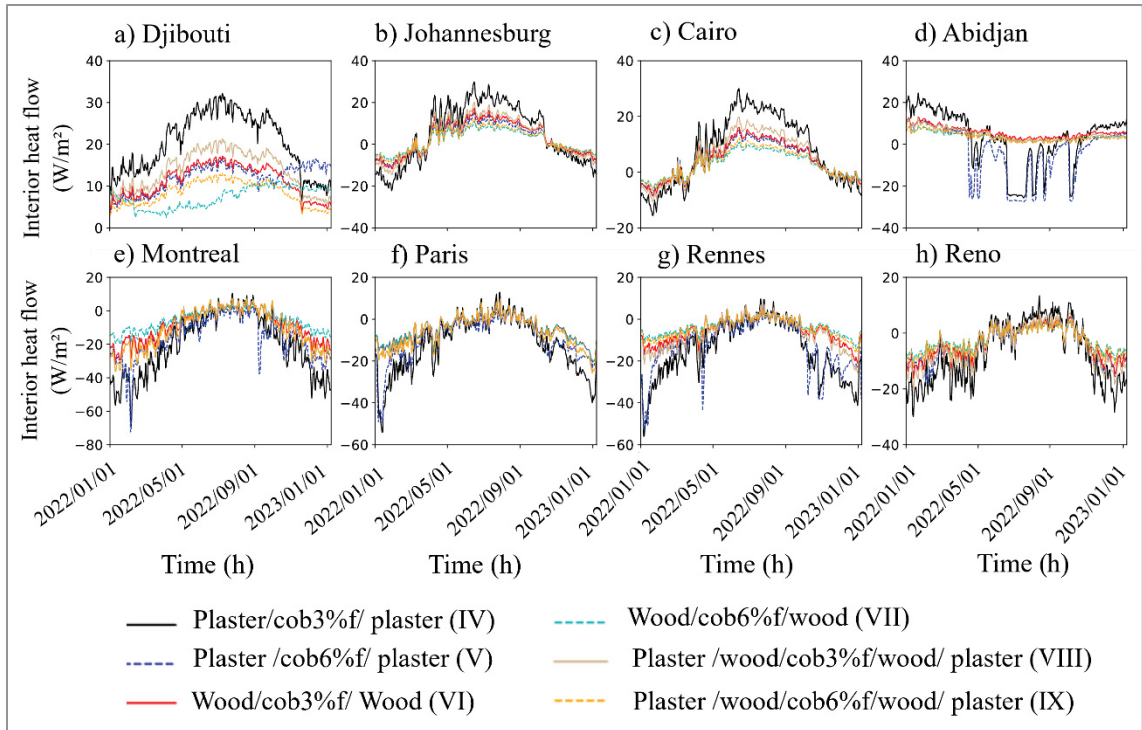 a) Djibouti
b) Johannesburg
c) Cairo
d) Abidjan
Interior heat flow
(W/m²)
40
30
20
10
0
40
20
0
−20
−40
40
20
0
−20
40
20
0
−20
−40
e) Montreal
f) Paris
g) Rennes
h) Reno
Interior heat flow
(W/m²)
20
0
−20
−40
−60
−80
20
0
−20
−40
−60
20
0
−20
−40
−60
20
0
−20
−40
2022/01/01
2022/05/01
2022/09/01
2023/01/01
2022/01/01
2022/05/01
2022/09/01
2023/01/01
2022/01/01
2022/05/01
2022/09/01
2023/01/01
2022/01/01
2022/05/01
2022/09/01
2023/01/01
Time (h)
Time (h)
Time (h)
Time (h)
Plaster/cob3%f/ plaster (IV)
Plaster /cob6%f/ plaster (V)
Wood/cob3%f/ Wood (VI)
Wood/cob6%f/wood (VII)
Plaster /wood/cob3%f/wood/ plaster (VIII)
Plaster /wood/cob6%f/wood/ plaster (IX)